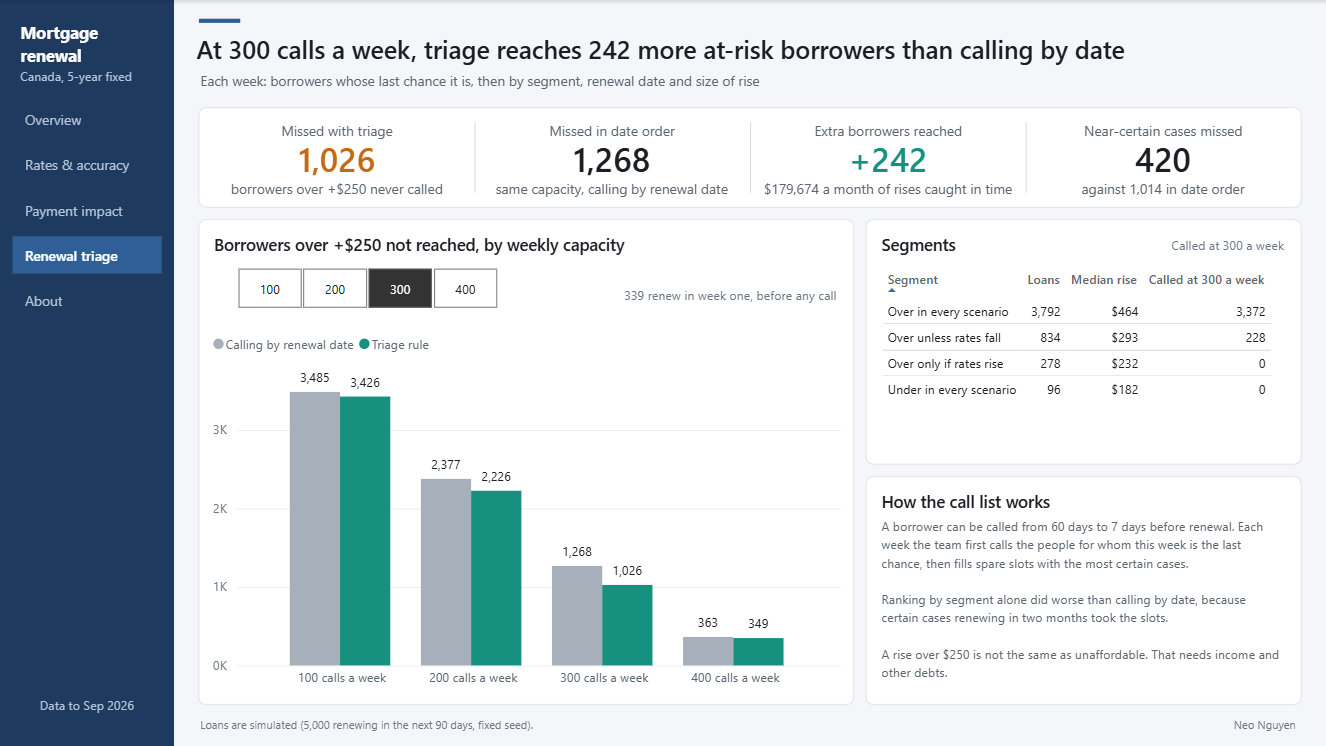 Mortgage
renewal
Canada, 5-year fixed
Overview
Rates & accuracy
Payment impact
Renewal triage
About
Data to Sep 2026
At 300 calls a week, triage reaches 242 more at-risk borrowers than calling by date
Each week: borrowers whose last chance it is, then by segment, renewal date and size of rise
Missed with triage
1,026
borrowers over +$250 never called
Missed in date order
1,268
same capacity, calling by renewal date
Extra borrowers reached
+242
$179,674 a month of rises caught in time
Near-certain cases missed
420
against 1,014 in date order
Borrowers over +$250 not reached, by weekly capacity
100 200 300 400
339 renew in week one, before any call
Calling by renewal date Triage rule
3,485 3,426
3K
2,377 2,226
2K
1,268 1,026
1K
363 349
0K
100 calls a week 200 calls a week 300 calls a week 400 calls a week
Segments Called at 300 a week
Segment Loans Median rise Called at 300 a week
Over in every scenario 3,792 $464 3,372
Over unless rates fall 834 $293 228
Over only if rates rise 278 $232 0
Under in every scenario 96 $182 0
How the call list works
A borrower can be called from 60 days to 7 days before renewal. Each
week the team first calls the people for whom this week is the last
chance, then fills spare slots with the most certain cases.
Ranking by segment alone did worse than calling by date, because
certain cases renewing in two months took the slots.
A rise over $250 is not the same as unaffordable. That needs income and
other debts.
Loans are simulated (5,000 renewing in the next 90 days, fixed seed).
Neo Nguyen